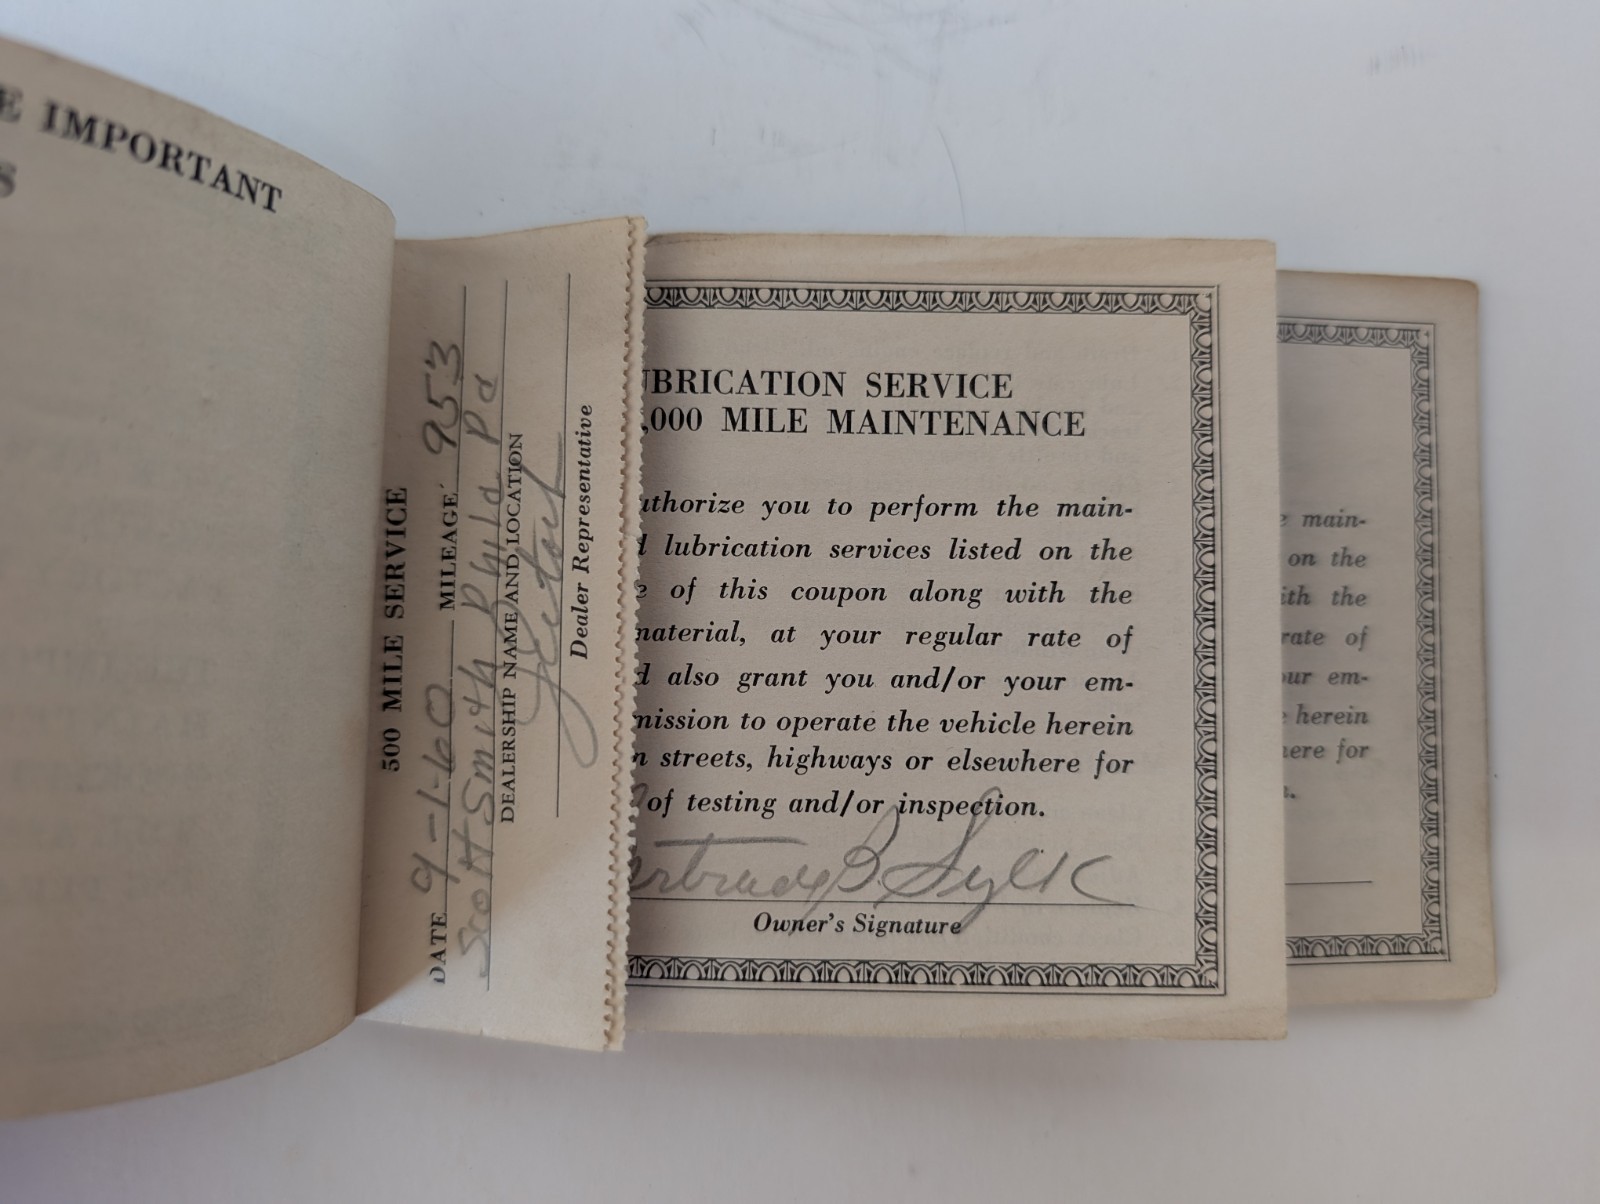 E IMPORTANT
S
500 MILE SERVICE
DATE 9-1-60 MILEAGE 953
Scott Smith Phila Pa
DEALERSHIP NAME AND LOCATION
Dealer Representative
UBRICATION SERVICE
,000 MILE MAINTENANCE
uthorize you to perform the main-
d lubrication services listed on the
e of this coupon along with the
material, at your regular rate of
d also grant you and/or your em-
mission to operate the vehicle herein
n streets, highways or elsewhere for
of testing and/or inspection.
ertrude B. Sylk
Owner's Signature
e main-
on the
ith the
rate of
ur em-
herein
ere for